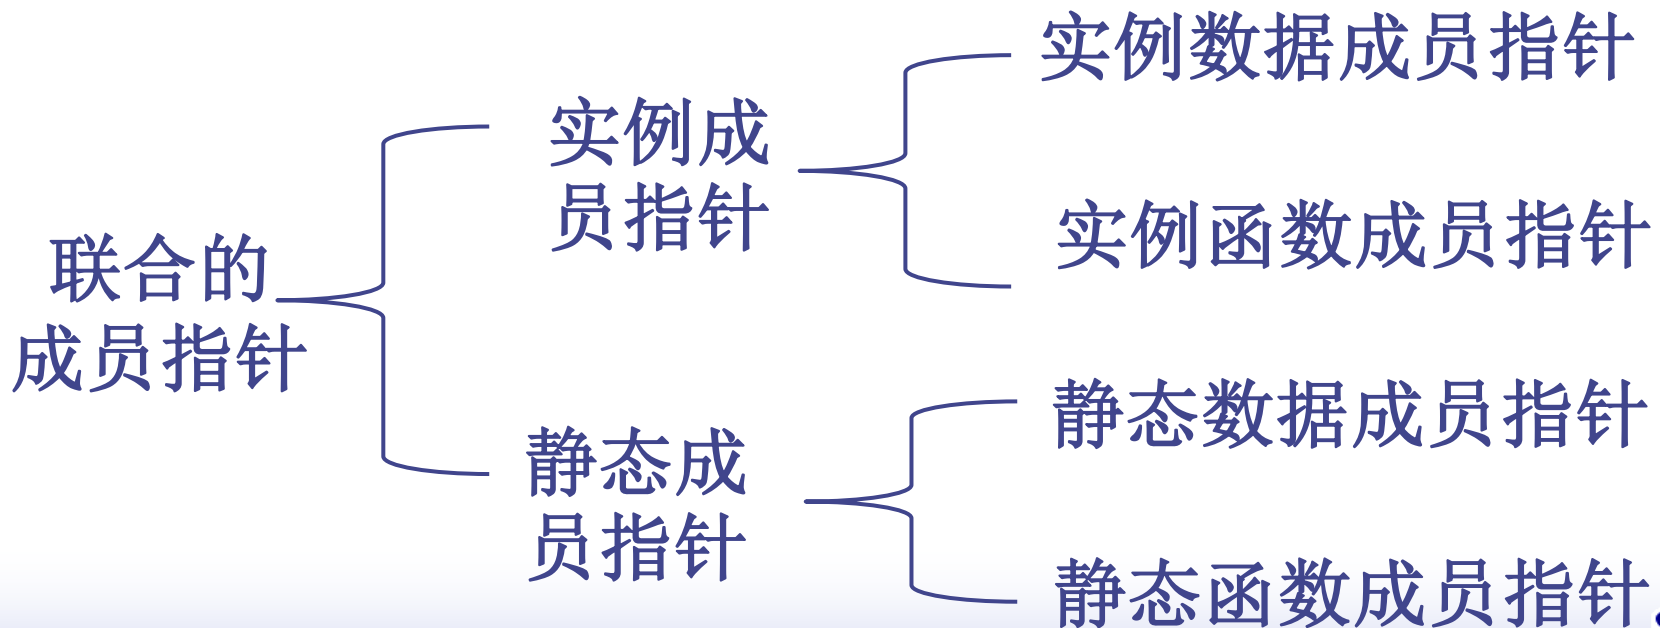 联合的
成员指针
实例成
员指针
实例数据成员指针
实例函数成员指针
静态成
员指针
静态数据成员指针
静态函数成员指针